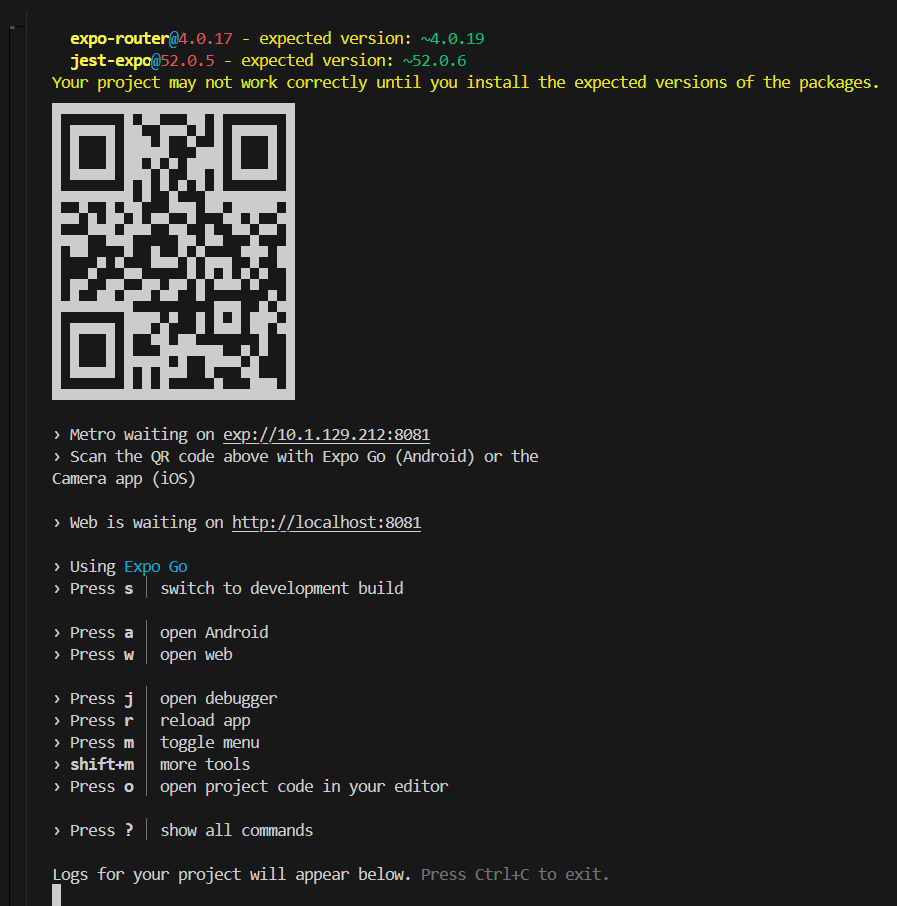 expo-router@4.0.17 - expected version: ~4.0.19
jest-expo@52.0.5 - expected version: ~52.0.6
Your project may not work correctly until you install the expected versions of the packages.
› Metro waiting on exp://10.1.129.212:8081
› Scan the QR code above with Expo Go (Android) or the
Camera app (iOS)
› Web is waiting on http://localhost:8081
› Using Expo Go
› Press s │ switch to development build
› Press a │ open Android
› Press w │ open web
› Press j │ open debugger
› Press r │ reload app
› Press m │ toggle menu
› shift+m │ more tools
› Press o │ open project code in your editor
› Press ? │ show all commands
Logs for your project will appear below. Press Ctrl+C to exit.